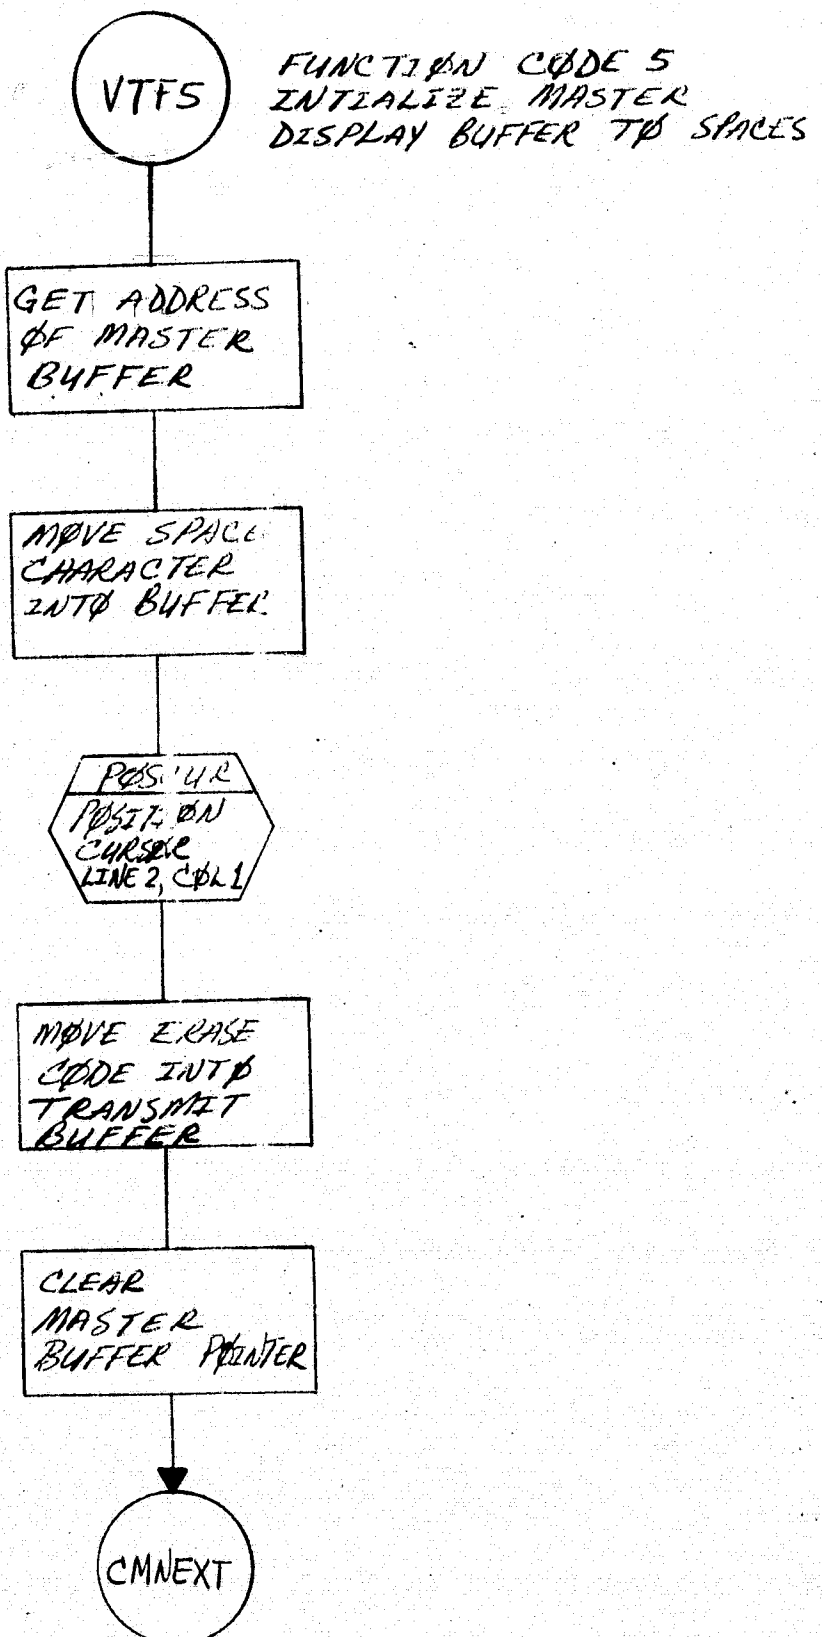 VTF5
FUNCTIØN CØDE 5
INTIALIZE MASTER
DISPLAY BUFFER TØ SPACES
GET ADDRESS
ØF MASTER
BUFFER
MØVE SPACE
CHARACTER
INTØ BUFFER
PØSCUR
PØSITIØN
CURSØR
LINE 2, CØL 1
MØVE ERASE
CØDE INTØ
TRANSMIT
BUFFER
CLEAR
MASTER
BUFFER PØINTER
CMNEXT